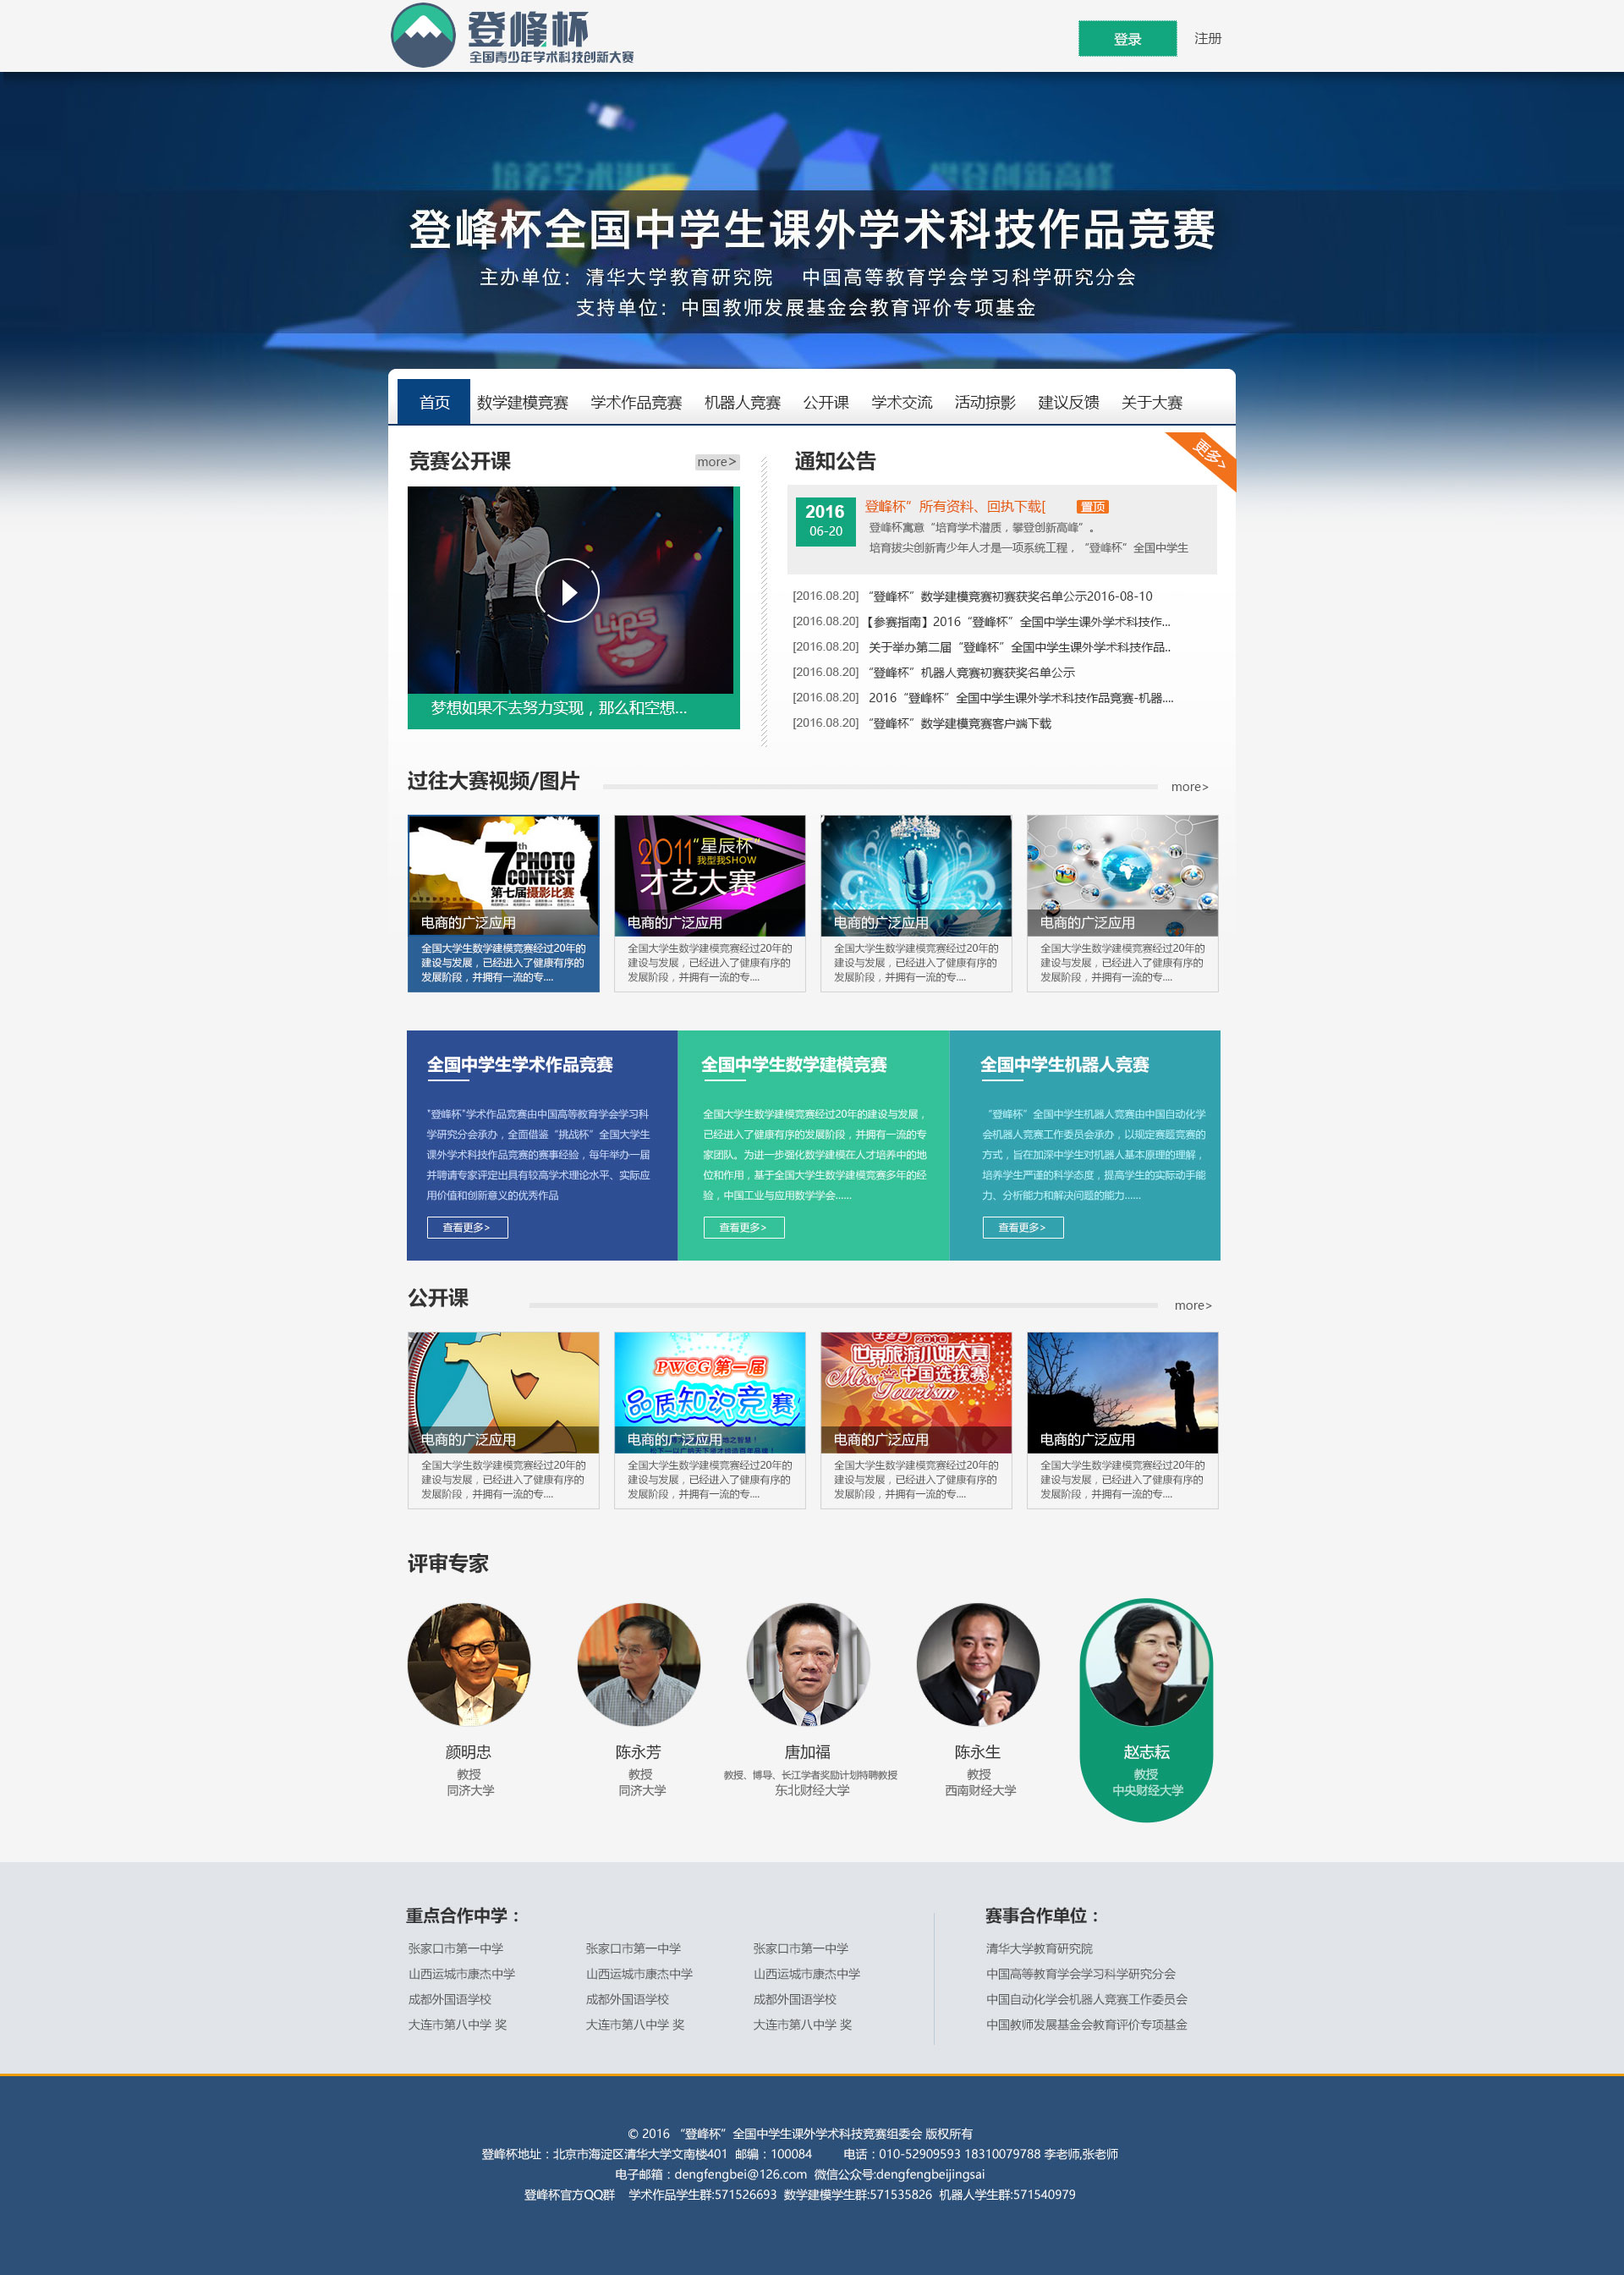 登峰杯
全国青少年学术科技创新大赛
登录
注册
攀登创新高峰
登峰杯全国中学生课外学术科技作品竞赛
主办单位：清华大学教育研究院 中国高等教育学会学习科学研究分会
支持单位：中国教师发展基金会教育评价专项基金
首页 数学建模竞赛 学术作品竞赛 机器人竞赛 公开课 学术交流 活动掠影 建议反馈 关于大赛
竞赛公开课
more>
Lips
梦想如果不去努力实现，那么和空想...
通知公告
更多>
2016
06-20
登峰杯”所有资料、回执下载[ 置顶
登峰杯寓意“培育学术潜质，攀登创新高峰”。
培育拔尖创新青少年人才是一项系统工程，“登峰杯”全国中学生
[2016.08.20] “登峰杯”数学建模竞赛初赛获奖名单公示2016-08-10
[2016.08.20] 【参赛指南】2016“登峰杯”全国中学生课外学术科技作...
[2016.08.20] 关于举办第二届“登峰杯”全国中学生课外学术科技作品..
[2016.08.20] “登峰杯”机器人竞赛初赛获奖名单公示
[2016.08.20] 2016“登峰杯”全国中学生课外学术科技作品竞赛-机器....
[2016.08.20] “登峰杯”数学建模竞赛客户端下载
过往大赛视频/图片
more>
7th PHOTO CONTEST
第七届摄影比赛
电商的广泛应用
全国大学生数学建模竞赛经过20年的
建设与发展，已经进入了健康有序的
发展阶段，并拥有一流的专....
2011“星辰杯”
我型我SHOW
才艺大赛
电商的广泛应用
全国大学生数学建模竞赛经过20年的
建设与发展，已经进入了健康有序的
发展阶段，并拥有一流的专....
电商的广泛应用
全国大学生数学建模竞赛经过20年的
建设与发展，已经进入了健康有序的
发展阶段，并拥有一流的专....
电商的广泛应用
全国大学生数学建模竞赛经过20年的
建设与发展，已经进入了健康有序的
发展阶段，并拥有一流的专....
全国中学生学术作品竞赛
"登峰杯"学术作品竞赛由中国高等教育学会学习科
学研究分会承办，全面借鉴“挑战杯”全国大学生
课外学术科技作品竞赛的赛事经验，每年举办一届
并聘请专家评定出具有较高学术理论水平、实际应
用价值和创新意义的优秀作品
查看更多>
全国中学生数学建模竞赛
全国大学生数学建模竞赛经过20年的建设与发展，
已经进入了健康有序的发展阶段，并拥有一流的专
家团队。为进一步强化数学建模在人才培养中的地
位和作用，基于全国大学生数学建模竞赛多年的经
验，中国工业与应用数学学会......
查看更多>
全国中学生机器人竞赛
“登峰杯”全国中学生机器人竞赛由中国自动化学
会机器人竞赛工作委员会承办，以规定赛题竞赛的
方式，旨在加深中学生对机器人基本原理的理解，
培养学生严谨的科学态度，提高学生的实际动手能
力、分析能力和解决问题的能力......
查看更多>
公开课
more>
电商的广泛应用
全国大学生数学建模竞赛经过20年的
建设与发展，已经进入了健康有序的
发展阶段，并拥有一流的专....
PWCG 第一届
品质知识竞赛
电商的广泛应用
全国大学生数学建模竞赛经过20年的
建设与发展，已经进入了健康有序的
发展阶段，并拥有一流的专....
2010
世界旅游小姐大赛
Miss 中国选拔赛
Tourism
电商的广泛应用
全国大学生数学建模竞赛经过20年的
建设与发展，已经进入了健康有序的
发展阶段，并拥有一流的专....
电商的广泛应用
全国大学生数学建模竞赛经过20年的
建设与发展，已经进入了健康有序的
发展阶段，并拥有一流的专....
评审专家
颜明忠
教授
同济大学
陈永芳
教授
同济大学
唐加福
教授、博导、长江学者奖励计划特聘教授
东北财经大学
陈永生
教授
西南财经大学
赵志耘
教授
中央财经大学
重点合作中学：
张家口市第一中学 张家口市第一中学 张家口市第一中学
山西运城市康杰中学 山西运城市康杰中学 山西运城市康杰中学
成都外国语学校 成都外国语学校 成都外国语学校
大连市第八中学 奖 大连市第八中学 奖 大连市第八中学 奖
赛事合作单位：
清华大学教育研究院
中国高等教育学会学习科学研究分会
中国自动化学会机器人竞赛工作委员会
中国教师发展基金会教育评价专项基金
© 2016 “登峰杯”全国中学生课外学术科技竞赛组委会 版权所有
登峰杯地址：北京市海淀区清华大学文南楼401 邮编：100084 电话：010-52909593 18310079788 李老师,张老师
电子邮箱：dengfengbei@126.com 微信公众号:dengfengbeijingsai
登峰杯官方QQ群 学术作品学生群:571526693 数学建模学生群:571535826 机器人学生群:571540979